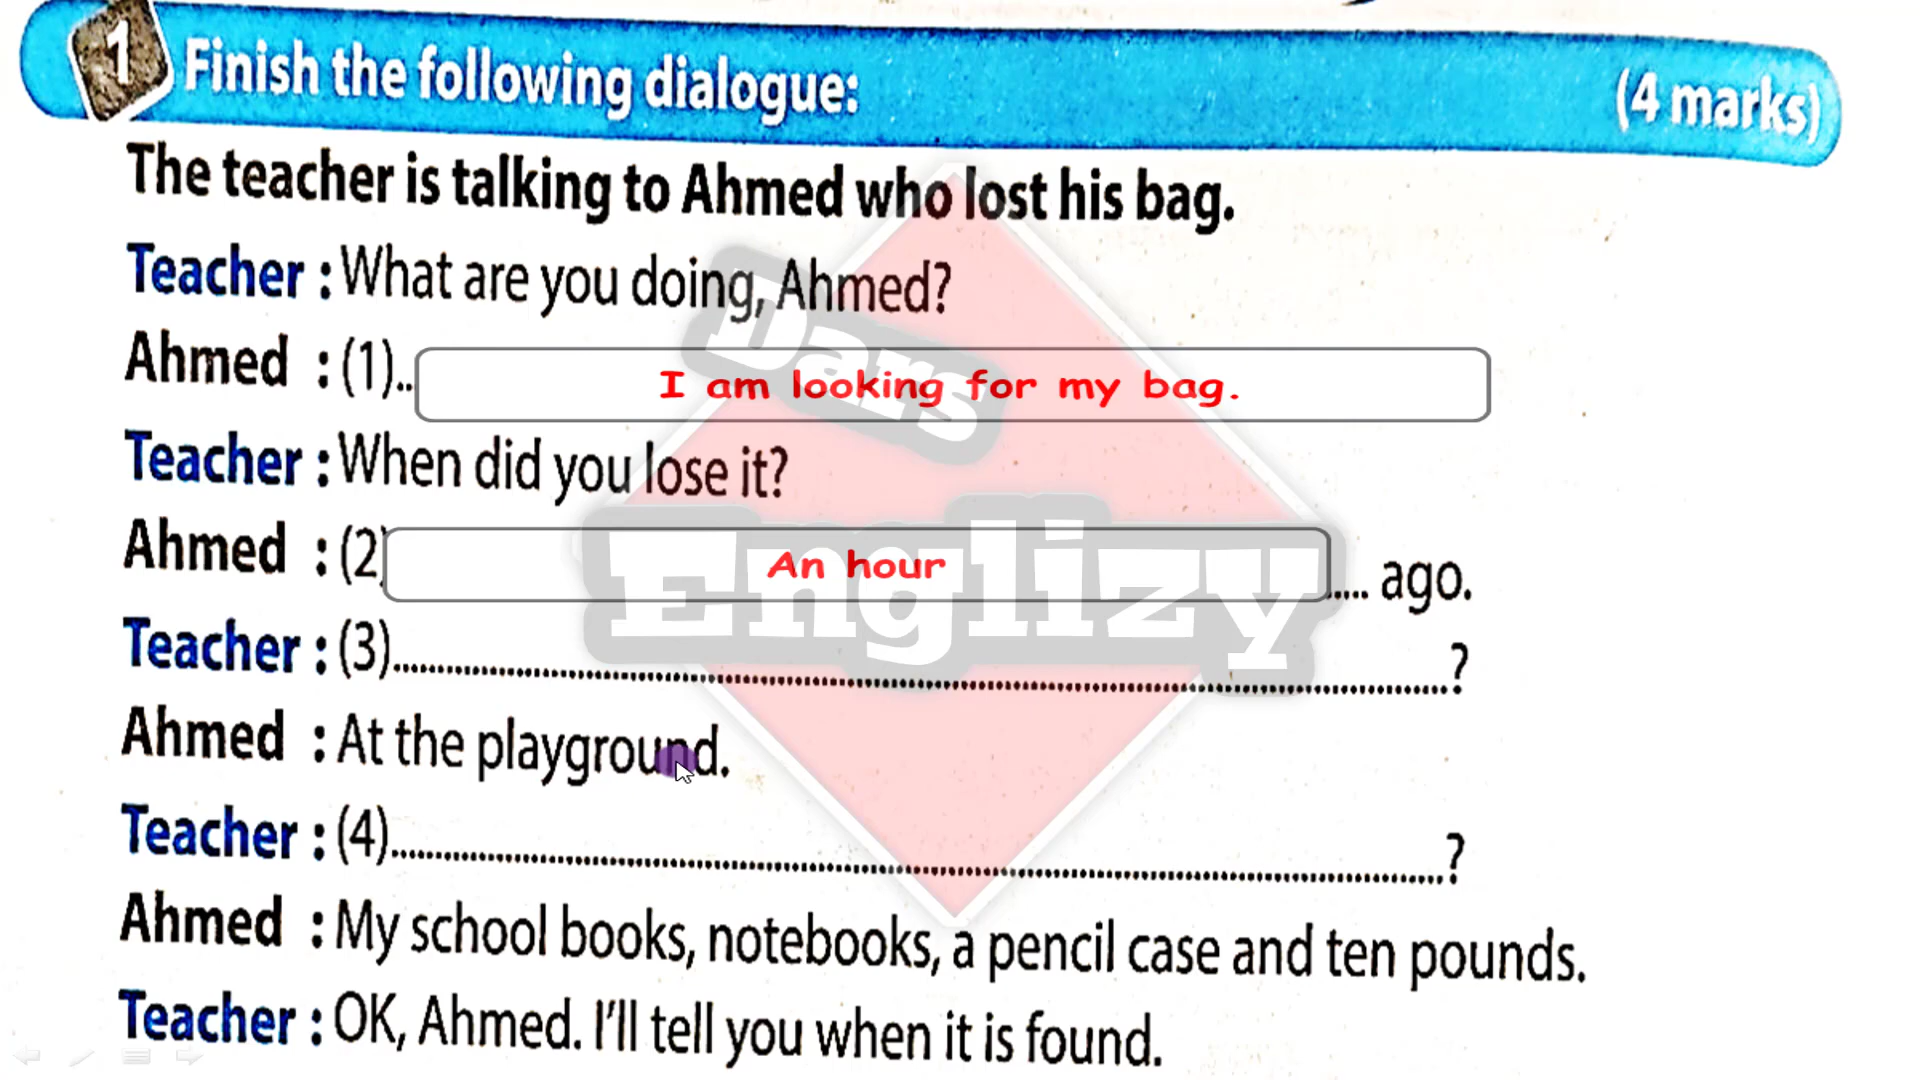 1 Finish the following dialogue: (4 marks)
The teacher is talking to Ahmed who lost his bag.
Teacher : What are you doing, Ahmed?
Ahmed : (1).. I am looking for my bag.
Teacher : When did you lose it?
Ahmed : (2) An hour ..... ago.
Teacher : (3)..........?
Ahmed : At the playground.
Teacher : (4)..........?
Ahmed : My school books, notebooks, a pencil case and ten pounds.
Teacher : OK, Ahmed. I'll tell you when it is found.
Dars
Englizy